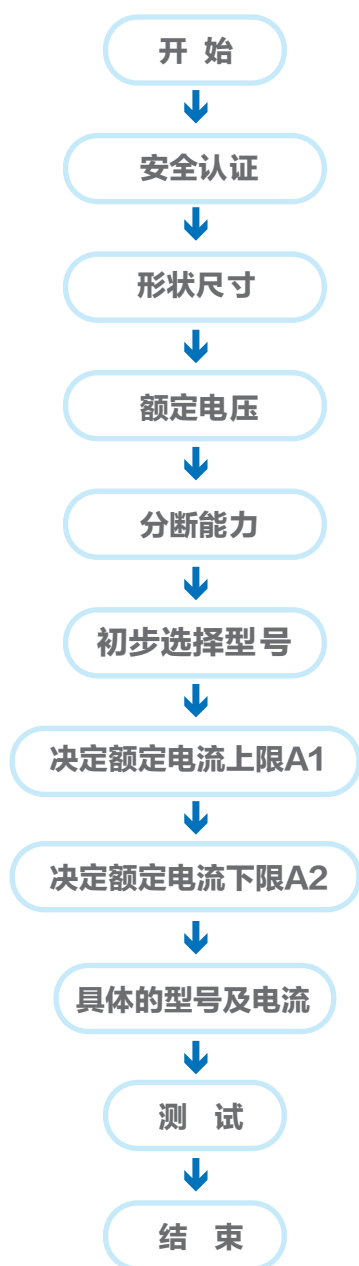 开 始
安全认证
形状尺寸
额定电压
分断能力
初步选择型号
决定额定电流上限A1
决定额定电流下限A2
具体的型号及电流
测 试
结 束